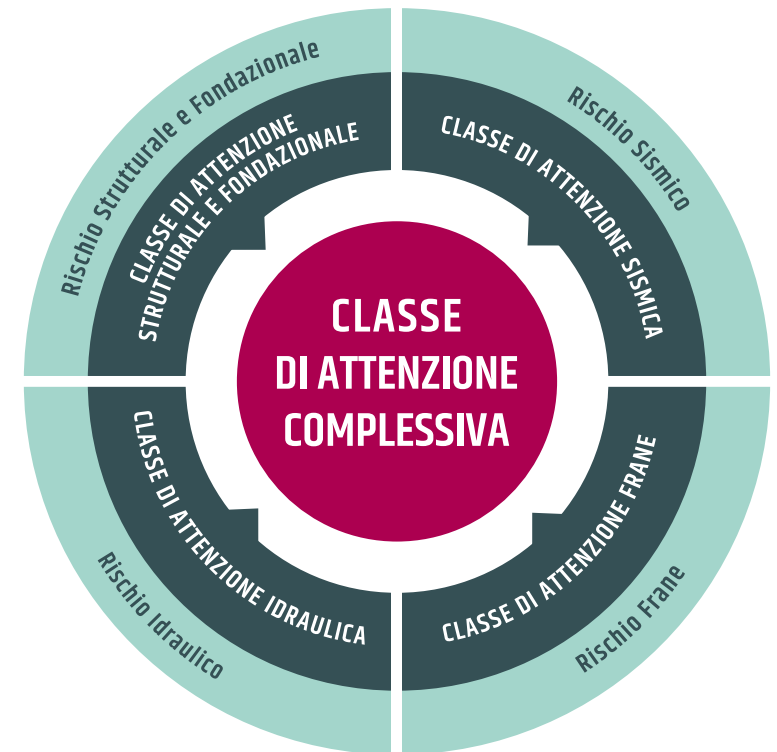 Rischio Strutturale e Fondazionale
CLASSE DI ATTENZIONE
STRUTTURALE E FONDAZIONALE
Rischio Sismico
CLASSE DI ATTENZIONE SISMICA
CLASSE
DI ATTENZIONE
COMPLESSIVA
CLASSE DI ATTENZIONE IDRAULICA
Rischio Idraulico
CLASSE DI ATTENZIONE FRANE
Rischio Frane